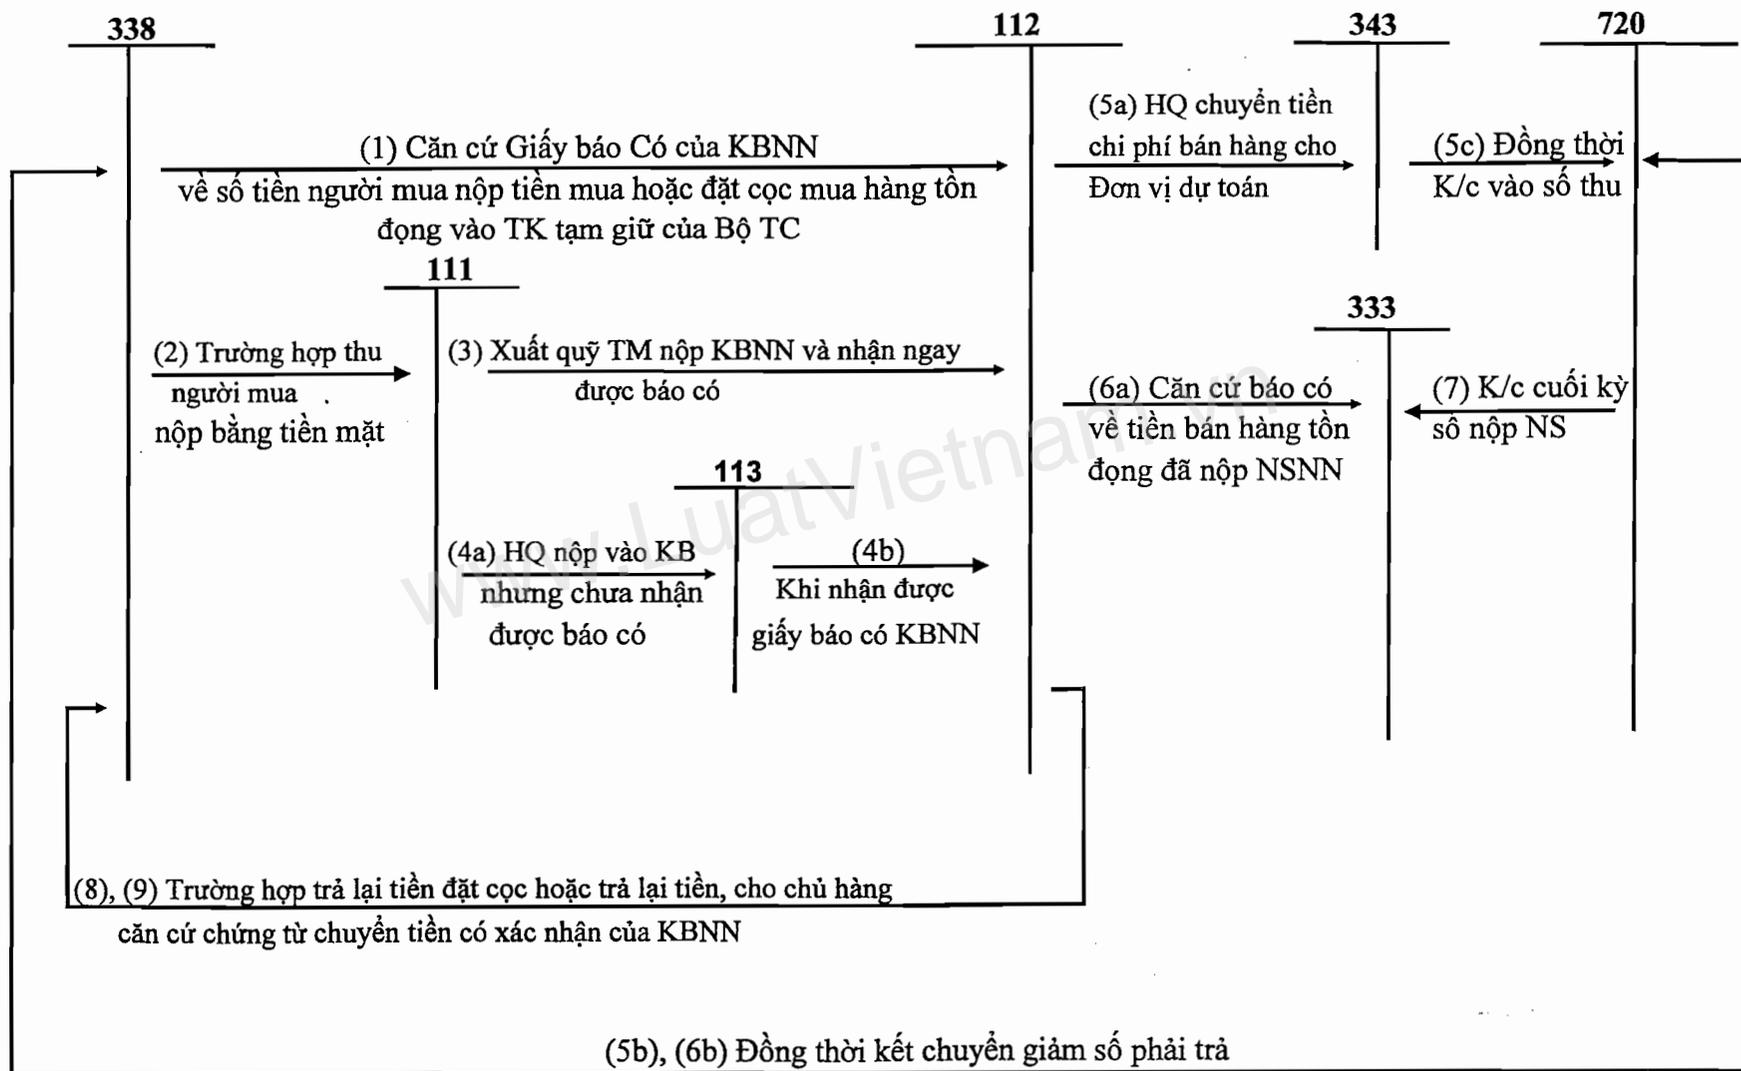 338
112
343
720
(1) Căn cứ Giấy báo Có của KBNN
về số tiền người mua nộp tiền mua hoặc đặt cọc mua hàng tồn
đọng vào TK tạm giữ của Bộ TC
(5a) HQ chuyển tiền
chi phí bán hàng cho
Đơn vị dự toán
(5c) Đồng thời
K/c vào số thu
111
333
(2) Trường hợp thu
người mua
nộp bằng tiền mặt
(3) Xuất quỹ TM nộp KBNN và nhận ngay
được báo có
(6a) Căn cứ báo có
về tiền bán hàng tồn
đọng đã nộp NSNN
(7) K/c cuối kỳ
số nộp NS
113
(4a) HQ nộp vào KB
nhưng chưa nhận
được báo có
(4b)
Khi nhận được
giấy báo có KBNN
www.LuatVietnam.vn
(8), (9) Trường hợp trả lại tiền đặt cọc hoặc trả lại tiền, cho chủ hàng
căn cứ chứng từ chuyển tiền có xác nhận của KBNN
(5b), (6b) Đồng thời kết chuyển giảm số phải trả